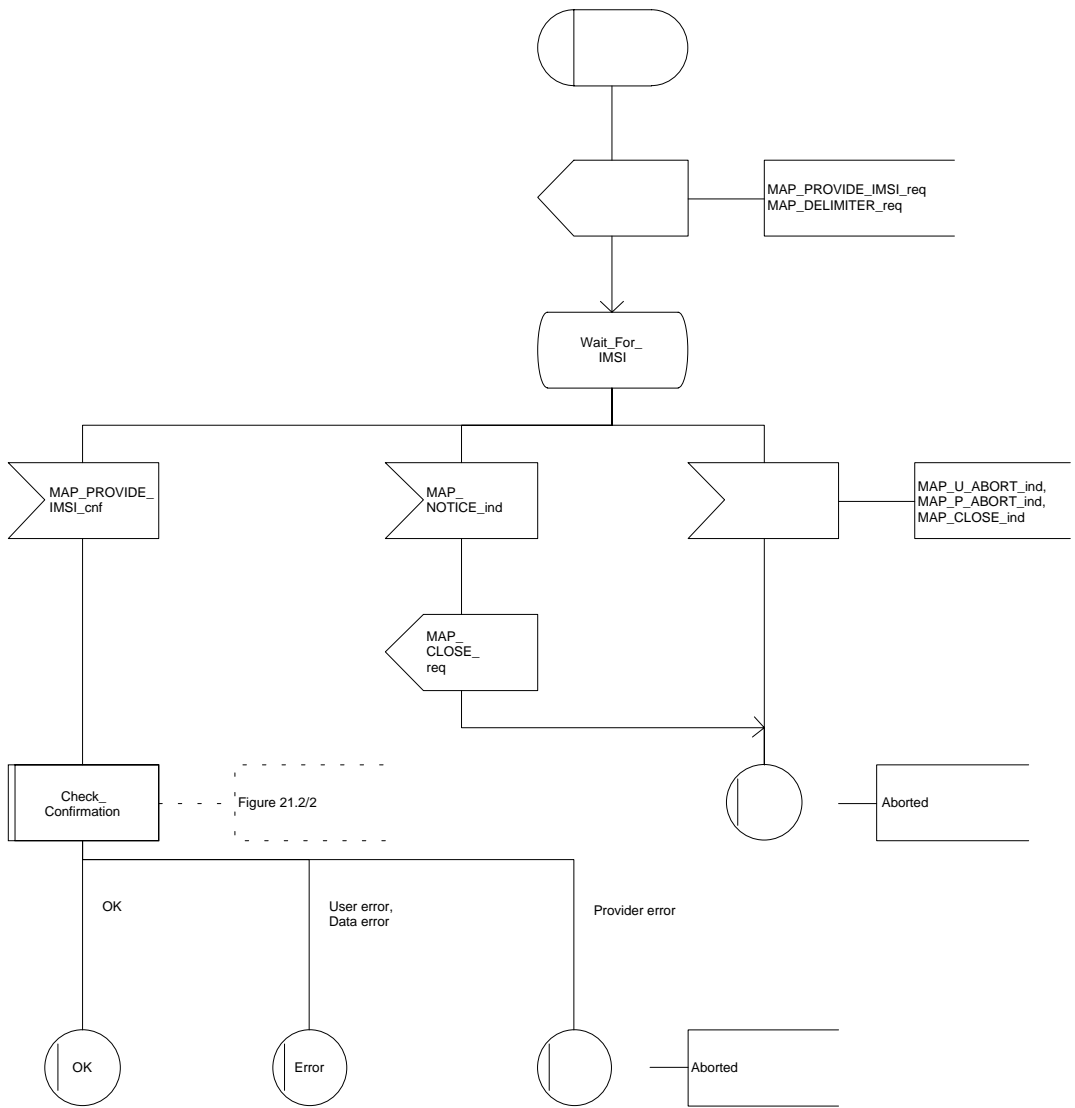 MAP_PROVIDE_IMSI_req
MAP_DELIMITER_req
Wait_For_
IMSI
MAP_PROVIDE_
IMSI_cnf
MAP_
NOTICE_ind
MAP_U_ABORT_ind,
MAP_P_ABORT_ind,
MAP_CLOSE_ind
MAP_
CLOSE_
req
Check_
Confirmation
Figure 21.2/2
Aborted
OK
User error,
Data error
Provider error
OK
Error
Aborted